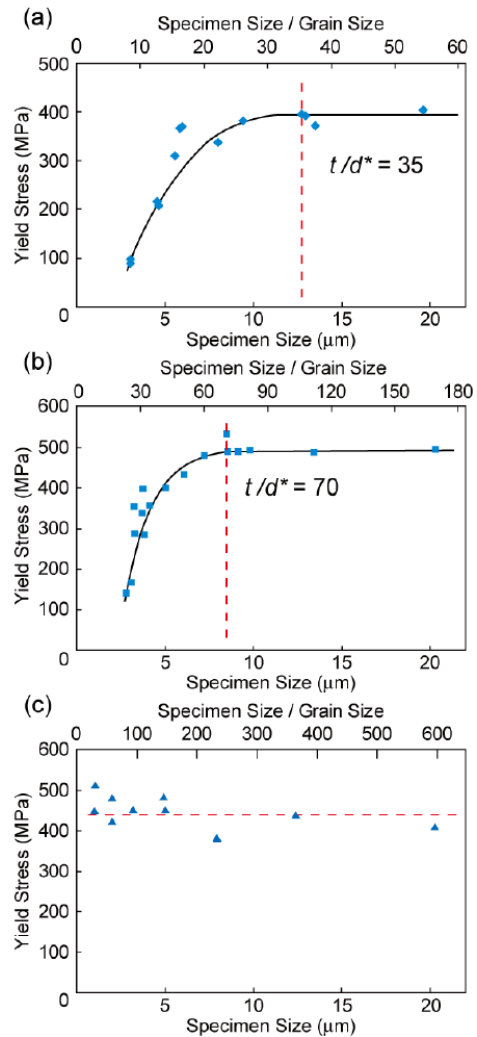 (a)
Specimen Size / Grain Size
0 10 20 30 40 50 60
500
400
300
200
100
0
Yield Stress (MPa)
t/d* = 35
5 10 15 20
Specimen Size (μm)
(b)
Specimen Size / Grain Size
0 30 60 90 120 150 180
600
500
400
300
200
100
0
Yield Stress (MPa)
t/d* = 70
5 10 15 20
Specimen Size (μm)
(c)
Specimen Size / Grain Size
0 100 200 300 400 500 600
600
500
400
300
200
100
0
Yield Stress (MPa)
5 10 15 20
Specimen Size (μm)